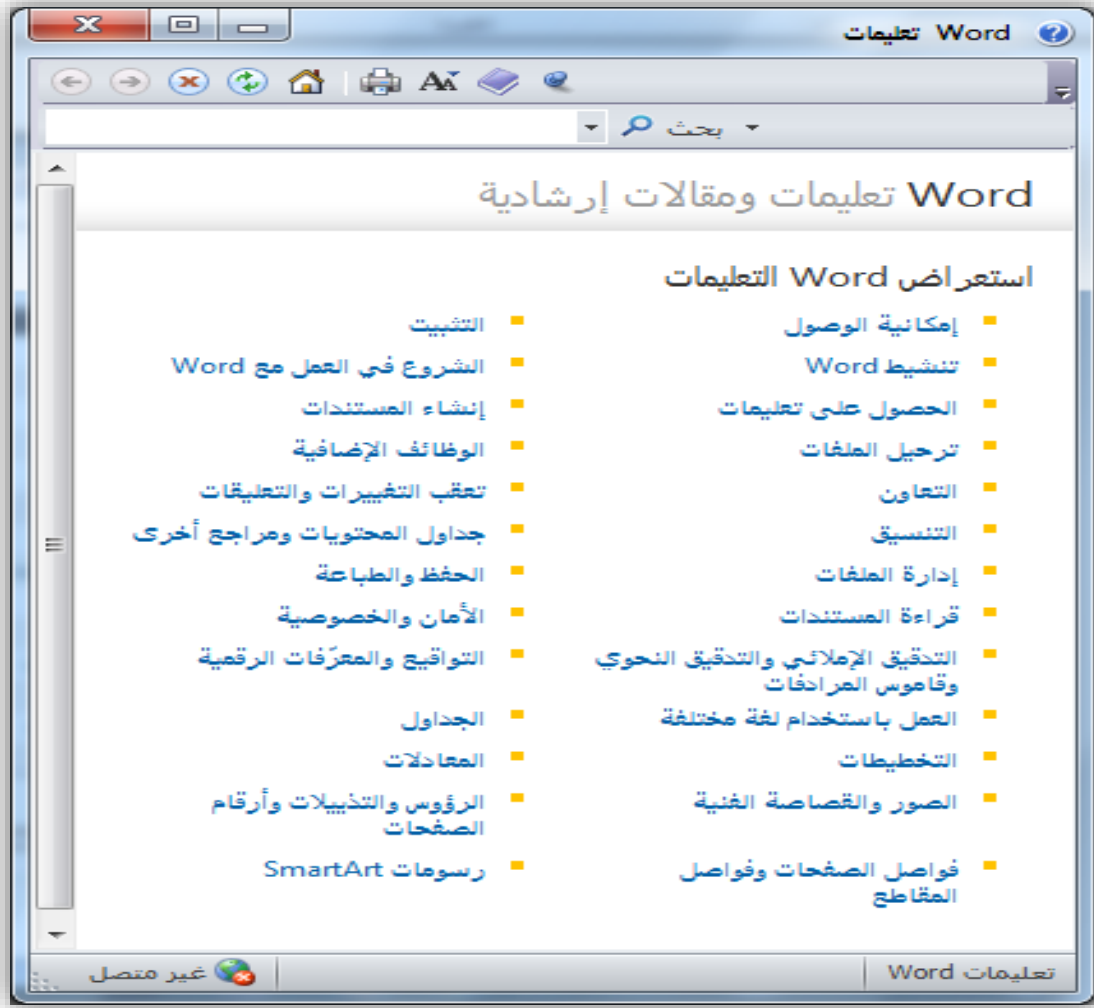 Word تعليمات
بحث
Word تعليمات ومقالات إرشادية
استعراض Word التعليمات
إمكانية الوصول
التثبيت
تنشيط Word
الشروع في العمل مع Word
الحصول على تعليمات
إنشاء المستندات
ترحيل الملفات
الوظائف الإضافية
التعاون
تعقب التغييرات والتعليقات
التنسيق
جداول المحتويات ومراجع أخرى
إدارة الملفات
الحفظ والطباعة
قراءة المستندات
الأمان والخصوصية
التدقيق الإملائي والتدقيق النحوي
وقاموس المرادفات
التواقيع والمعرّفات الرقمية
العمل باستخدام لغة مختلفة
الجداول
التخطيطات
المعادلات
الصور والقصاصة الفنية
الرؤوس والتذييلات وأرقام
الصفحات
فواصل الصفحات وفواصل
المقاطع
رسومات SmartArt
تعليمات Word
غير متصل